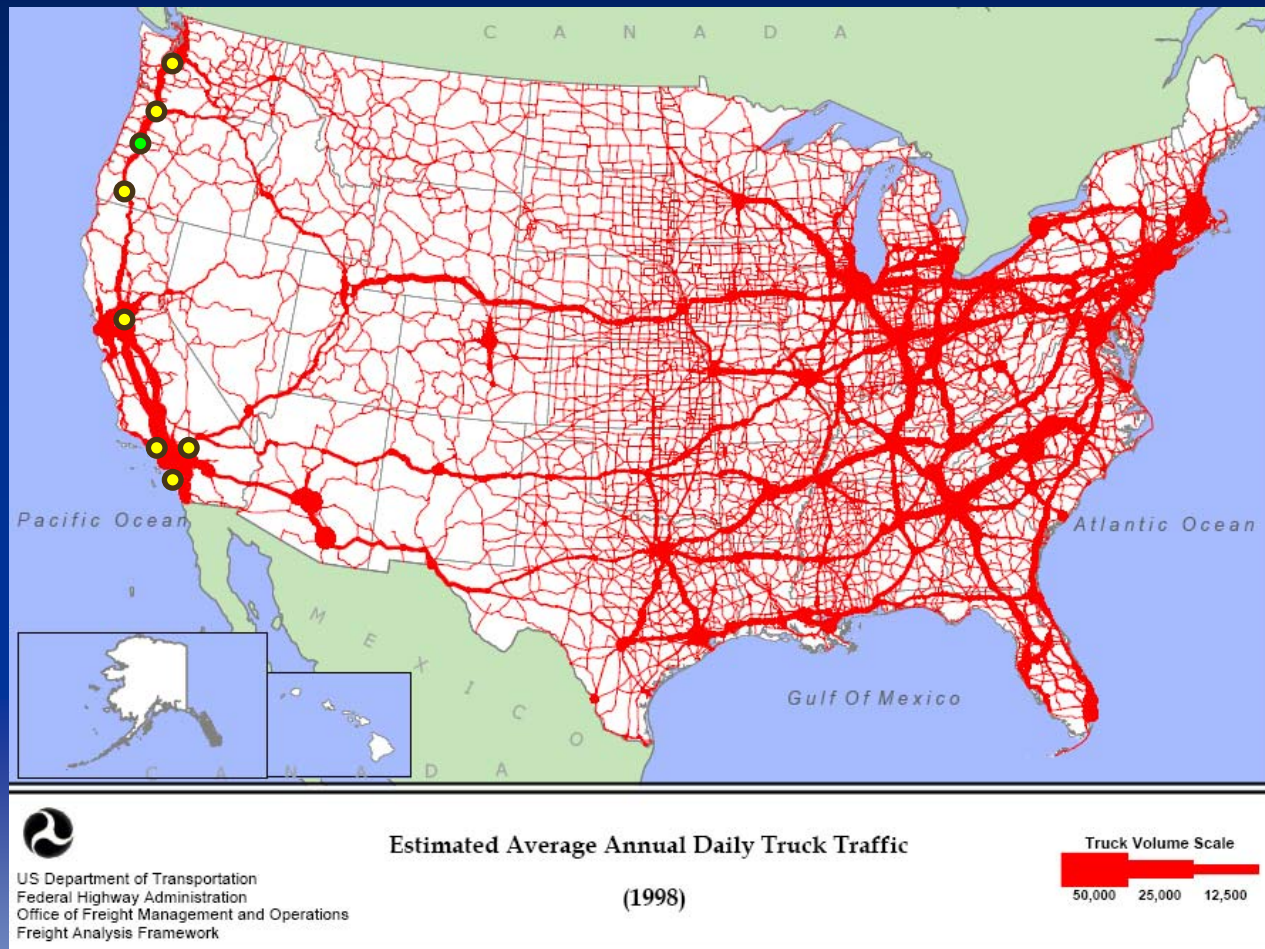 C A N A D A
Pacific Ocean
Atlantic Ocean
M E X I C O
Gulf Of Mexico
C A N A D A
Estimated Average Annual Daily Truck Traffic
(1998)
US Department of Transportation
Federal Highway Administration
Office of Freight Management and Operations
Freight Analysis Framework
Truck Volume Scale
50,000 25,000 12,500